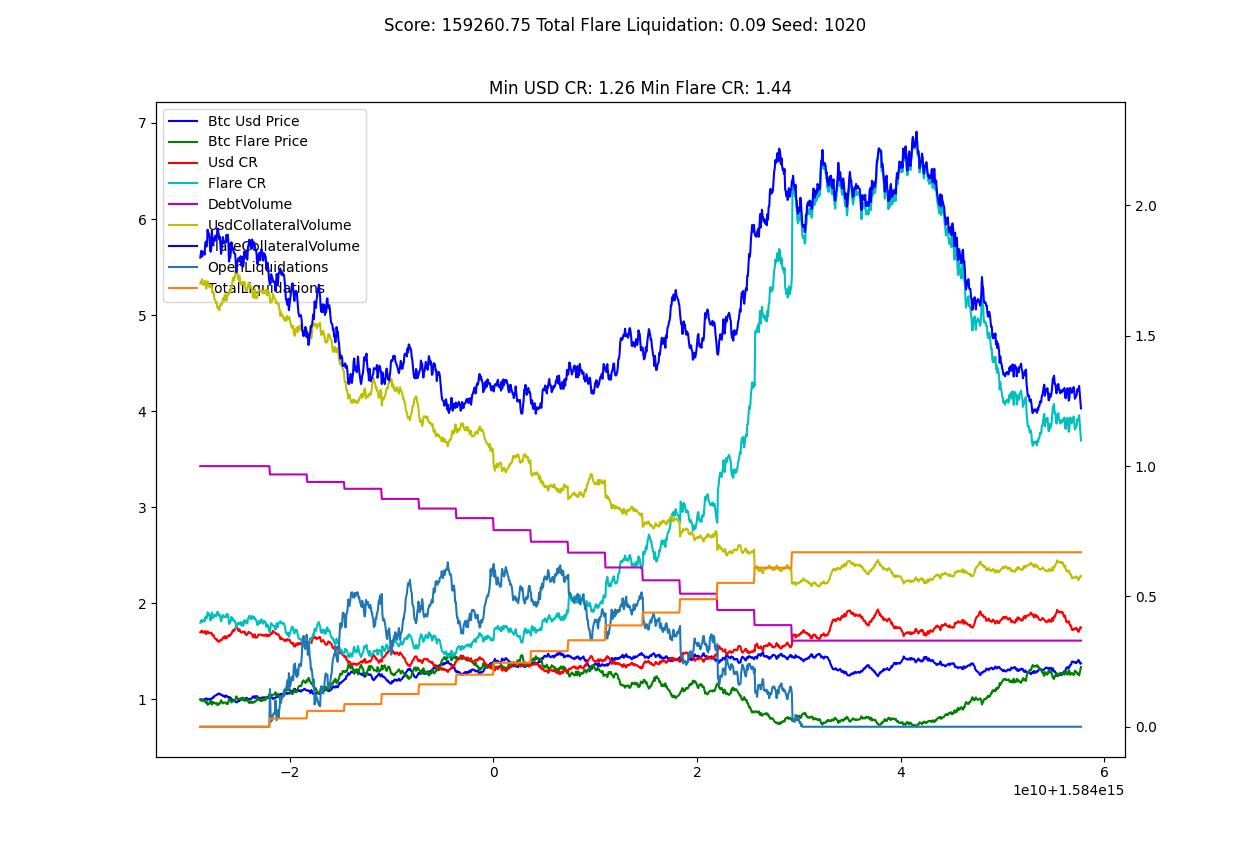 Score: 159260.75 Total Flare Liquidation: 0.09 Seed: 1020
Min USD CR: 1.26 Min Flare CR: 1.44
Btc Usd Price
Btc Flare Price
Usd CR
Flare CR
DebtVolume
UsdCollateralVolume
FlareCollateralVolume
OpenLiquidations
TotalLiquidations
7
6
5
4
3
2
1
2.0
1.5
1.0
0.5
0.0
−2
0
2
4
6
1e10+1.584e15